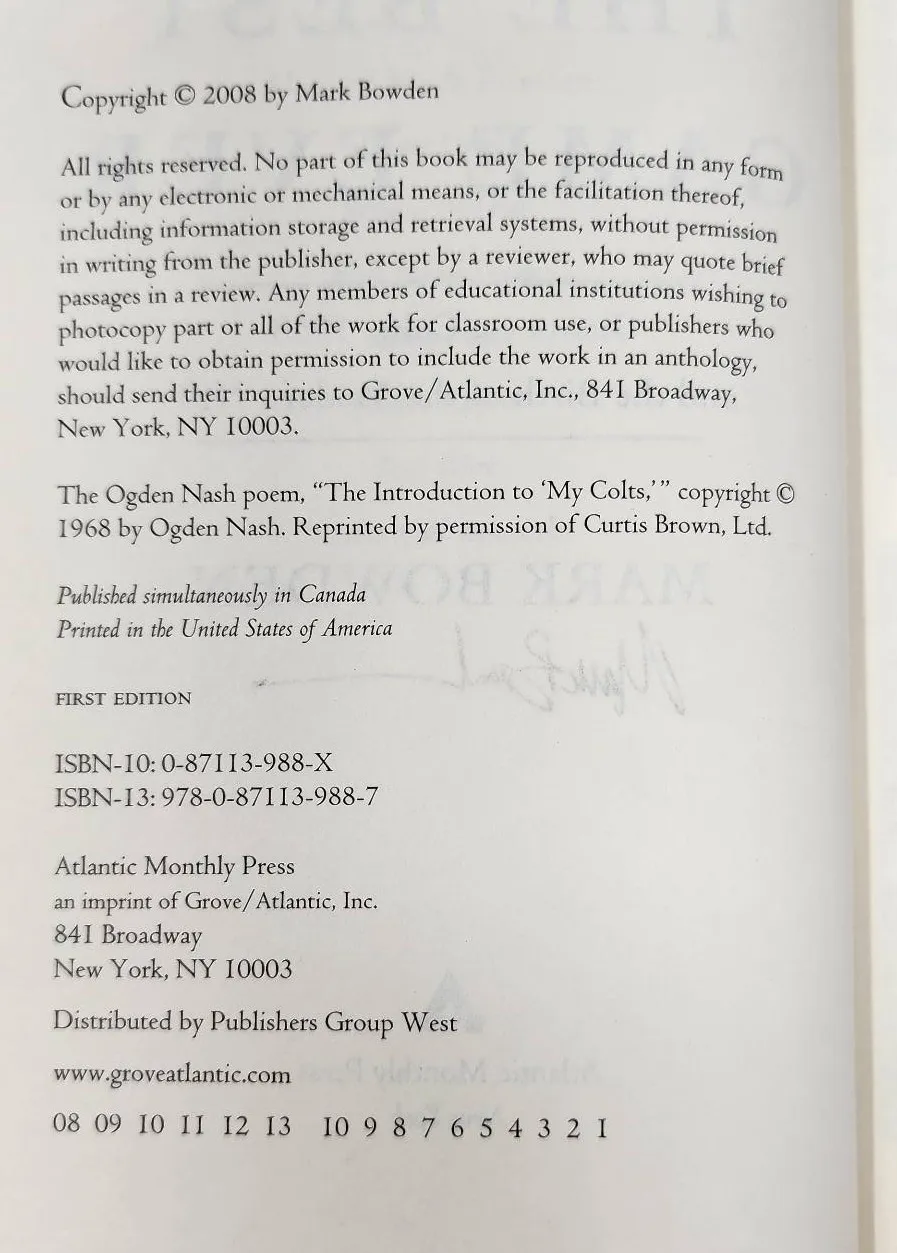 Copyright © 2008 by Mark Bowden
All rights reserved. No part of this book may be reproduced in any form
or by any electronic or mechanical means, or the facilitation thereof,
including information storage and retrieval systems, without permission
in writing from the publisher, except by a reviewer, who may quote brief
passages in a review. Any members of educational institutions wishing to
photocopy part or all of the work for classroom use, or publishers who
would like to obtain permission to include the work in an anthology,
should send their inquiries to Grove/Atlantic, Inc., 841 Broadway,
New York, NY 10003.
The Ogden Nash poem, “The Introduction to ‘My Colts,’” copyright ©
1968 by Ogden Nash. Reprinted by permission of Curtis Brown, Ltd.
Published simultaneously in Canada
Printed in the United States of America
FIRST EDITION
ISBN-10: 0-87113-988-X
ISBN-13: 978-0-87113-988-7
Atlantic Monthly Press
an imprint of Grove/Atlantic, Inc.
841 Broadway
New York, NY 10003
Distributed by Publishers Group West
www.groveatlantic.com
08 09 10 11 12 13 10 9 8 7 6 5 4 3 2 1